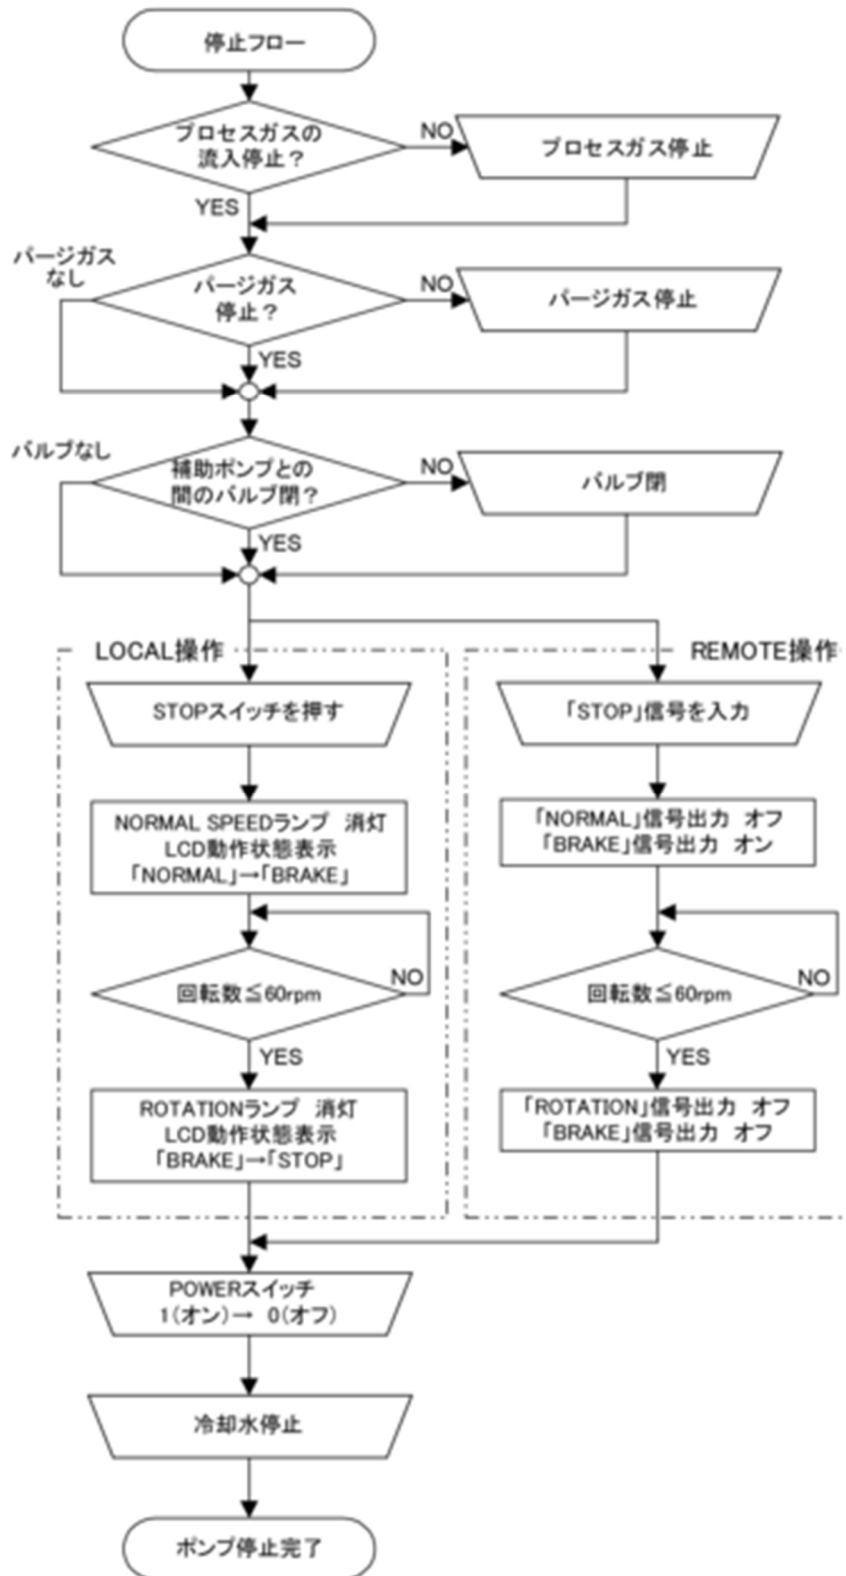 停止フロー
プロセスガスの
流入停止？
NO
プロセスガス停止
YES
パージガス
なし
パージガス
停止？
NO
パージガス停止
YES
バルブなし
補助ポンプとの
間のバルブ閉？
NO
バルブ閉
YES
LOCAL操作
REMOTE操作
STOPスイッチを押す
「STOP」信号を入力
NORMAL SPEEDランプ　消灯
LCD動作状態表示
「NORMAL」→「BRAKE」
「NORMAL」信号出力　オフ
「BRAKE」信号出力　オン
回転数≦60rpm
NO
回転数≦60rpm
NO
YES
YES
ROTATIONランプ　消灯
LCD動作状態表示
「BRAKE」→「STOP」
「ROTATION」信号出力　オフ
「BRAKE」信号出力　オフ
POWERスイッチ
1(オン)→ 0(オフ)
冷却水停止
ポンプ停止完了